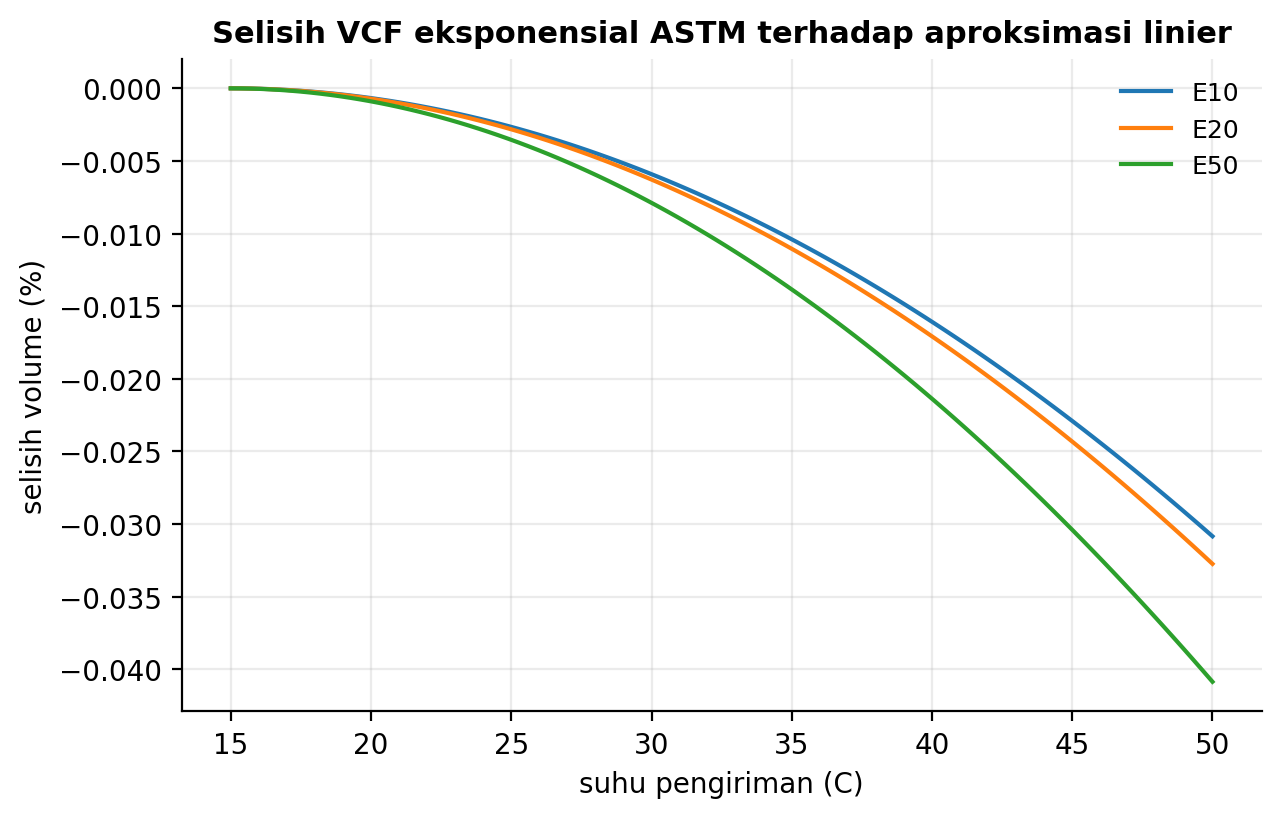 Selisih VCF eksponensial ASTM terhadap aproksimasi linier
E10
E20
E50
selisih volume (%)
0.000
−0.005
−0.010
−0.015
−0.020
−0.025
−0.030
−0.035
−0.040
15 20 25 30 35 40 45 50
suhu pengiriman (C)